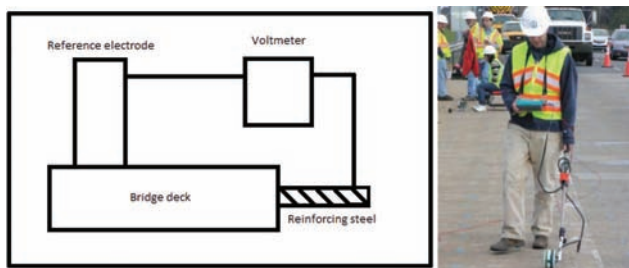 Reference electrode
Voltmeter
Bridge deck
Reinforcing steel